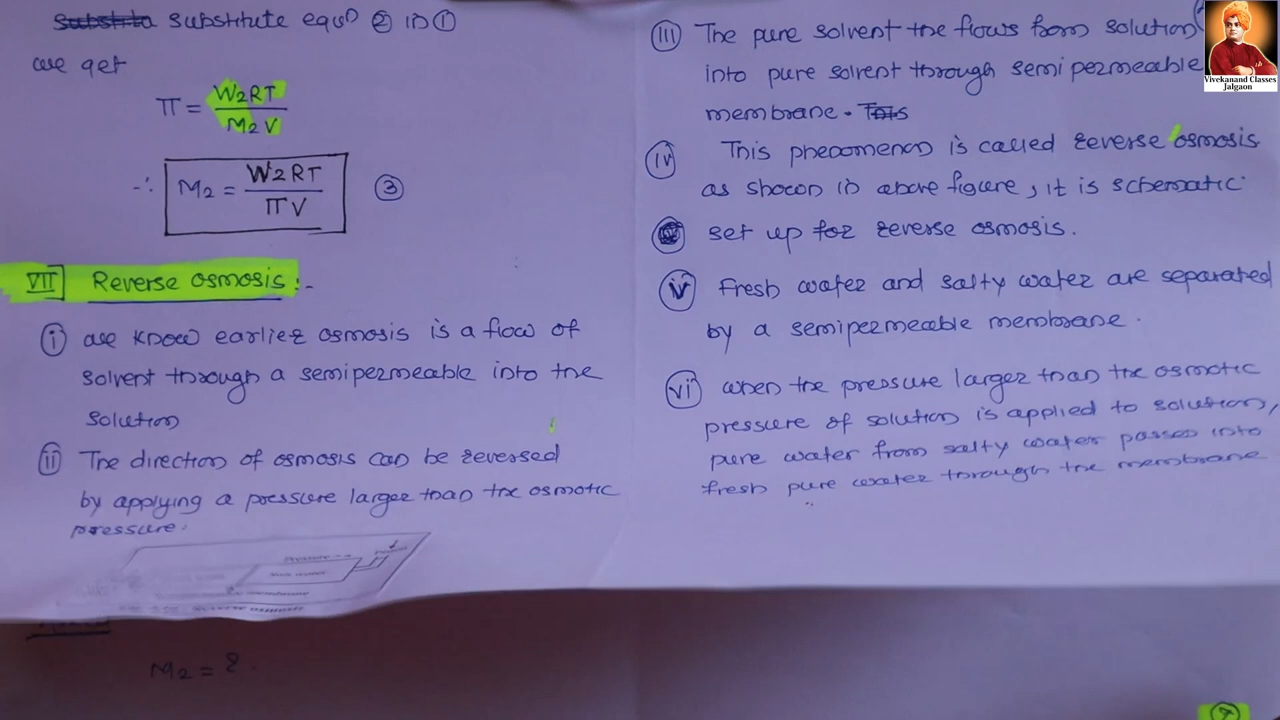 substitute equⁿ ② in ①
we get
π = W2RT / M2V
∴ M2 = W2RT / πV ③
VII] Reverse osmosis :-
(i) we know earlier osmosis is a flow of
solvent through a semipermeable into the
solution
(ii) The direction of osmosis can be reversed
by applying a pressure larger than the osmotic
pressure.
membrane
Reverse osmosis
M2 = ?
(III) The pure solvent the flows from solution
into pure solvent through semipermeable
membrane.
(iv) This phenomenon is called reverse osmosis
as shown in above figure, it is schematic
set up for reverse osmosis.
(v) Fresh water and salty water are separated
by a semipermeable membrane.
(vi) when the pressure larger than the osmotic
pressure of solution is applied to solution,
pure water from salty water passes into
fresh pure water through the membrane
Vivekanand Classes
Jalgaon